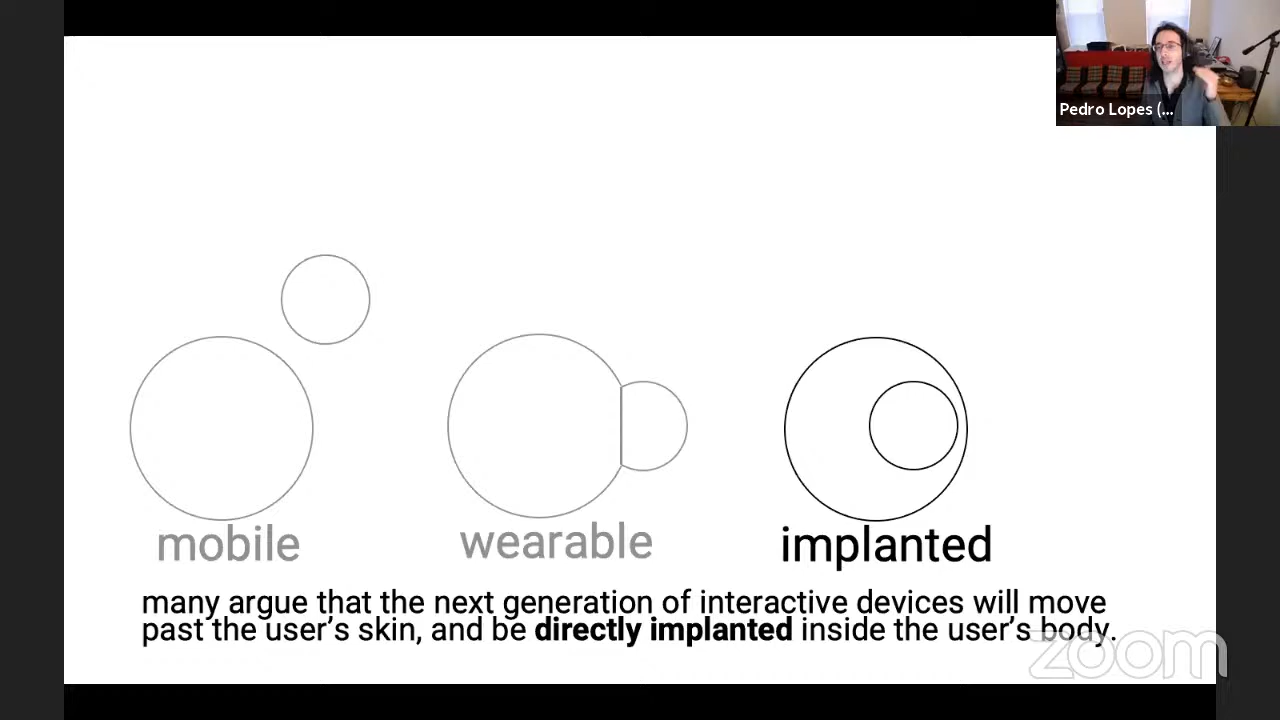 Pedro Lopes (...
mobile
wearable
implanted
many argue that the next generation of interactive devices will move
past the user's skin, and be directly implanted inside the user's body.
zoom